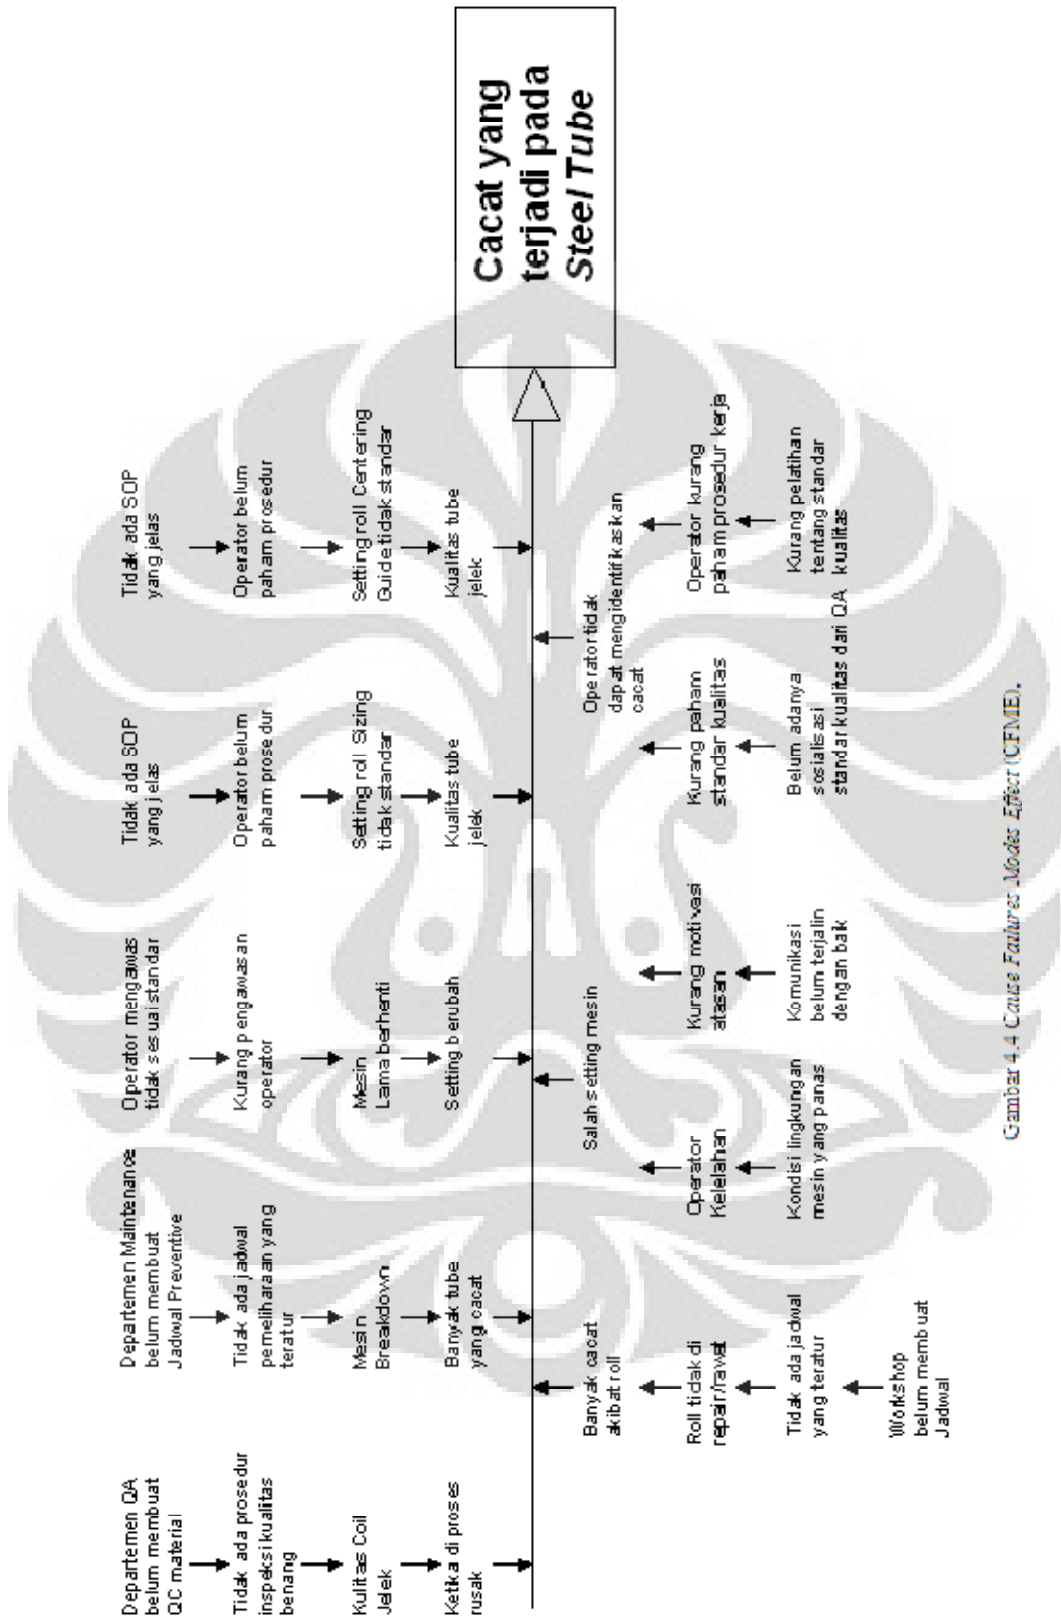 Departemen QA
belum membuat
QC material
Tidak ada prosedur
inspeksi kualitas
benang
Kulitas Coil
Jelek
Ketika di proses
rusak
Departemen Maintenance
belum membuat
Jadwal Preventive
Tidak ada jadwal
pemeliharaan yang
teratur
Mesin
Breakdown
Banyak tube
yang cacat
Operator mengawas
tidak sesuai standar
Kurang pengawasan
operator
Mesin
Lama berhenti
Setting berubah
Tidak ada SOP
yang jelas
Operator belum
paham prosedur
Setting roll Sizing
tidak standar
Kualitas tube
jelek
Tidak ada SOP
yang jelas
Operator belum
paham prosedur
Setting roll Centering
Guide tidak standar
Kualitas tube
jelek
Cacat yang
terjadi pada
Steel Tube
Banyak cacat
akibat roll
Roll tidak di
repair/rawat
Tidak ada jadwal
yang teratur
Workshop
belum membuat
Jadwal
Salah setting mesin
Operator
Kelelahan
Kondisi lingkungan
mesin yang panas
Kurang motivasi
atasan
Komunikasi
belum terjalin
dengan baik
Operator tidak
dapat mengidentifikasikan
cacat
Kurang paham
standar kualitas
Belum adanya
sosialisasi
standar kualitas dari QA
Operator kurang
paham prosedur kerja
Kurang pelatihan
tentang standar
kualitas
Gambar 4.4 Cause Failures Modes Effect (CFME).